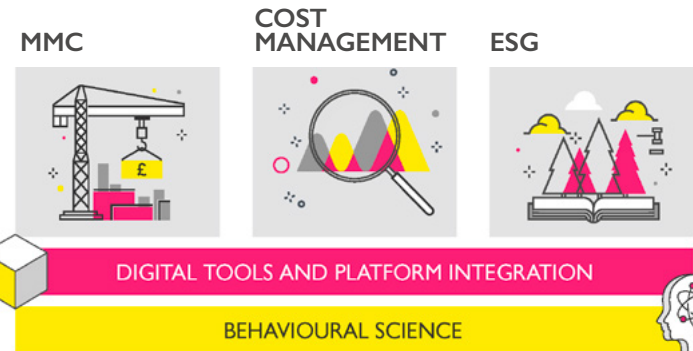 MMC
COST
MANAGEMENT
ESG
£
DIGITAL TOOLS AND PLATFORM INTEGRATION
BEHAVIOURAL SCIENCE